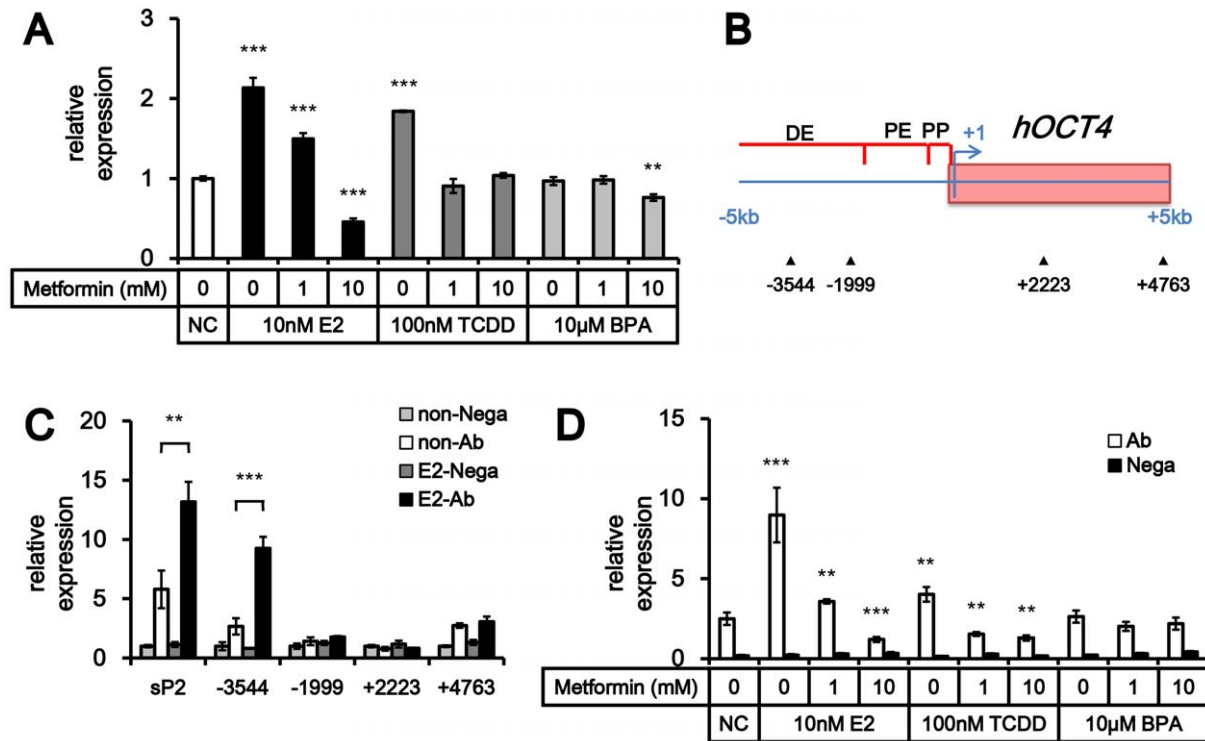 A
relative expression
3
2
1
0
***
***
***
***
**
Metformin (mM) 0 0 1 10 0 1 10 0 1 10
NC 10nM E2 100nM TCDD 10μM BPA
B
DE PE PP +1 hOCT4
-5kb +5kb
-3544 -1999 +2223 +4763
C
relative expression
20
15
10
5
0
**
***
non-Nega
non-Ab
E2-Nega
E2-Ab
sP2 -3544 -1999 +2223 +4763
D
relative expression
15
10
5
0
***
**
***
**
**
**
Ab
Nega
Metformin (mM) 0 0 1 10 0 1 10 0 1 10
NC 10nM E2 100nM TCDD 10μM BPA